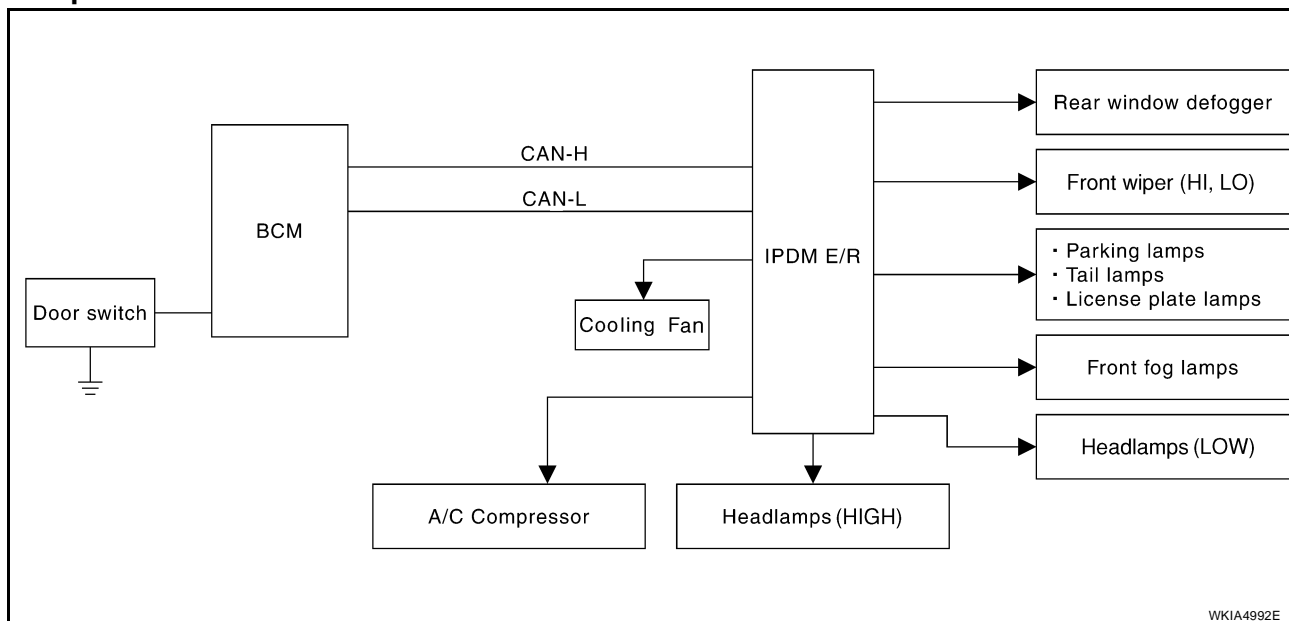 Rear window defogger
CAN-H
Front wiper (HI, LO)
CAN-L
BCM
IPDM E/R
· Parking lamps
· Tail lamps
· License plate lamps
Door switch
Cooling Fan
Front fog lamps
Headlamps (LOW)
A/C Compressor
Headlamps (HIGH)
WKIA4992E